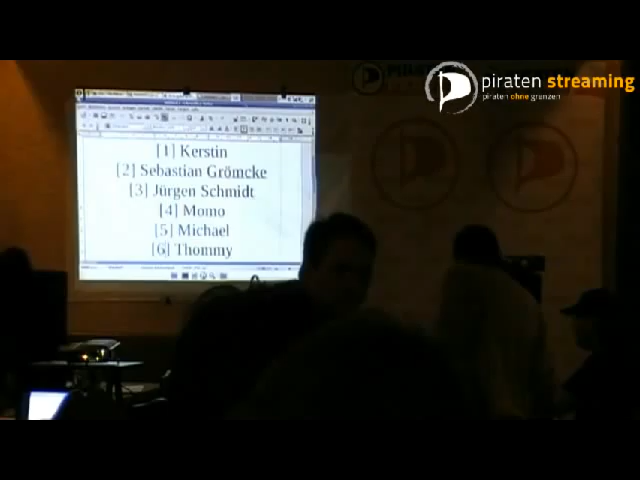 piraten streaming
piraten ohne grenzen
[1] Kerstin
[2] Sebastian Grömcke
[3] Jürgen Schmidt
[4] Momo
[5] Michael
[6] Thommy